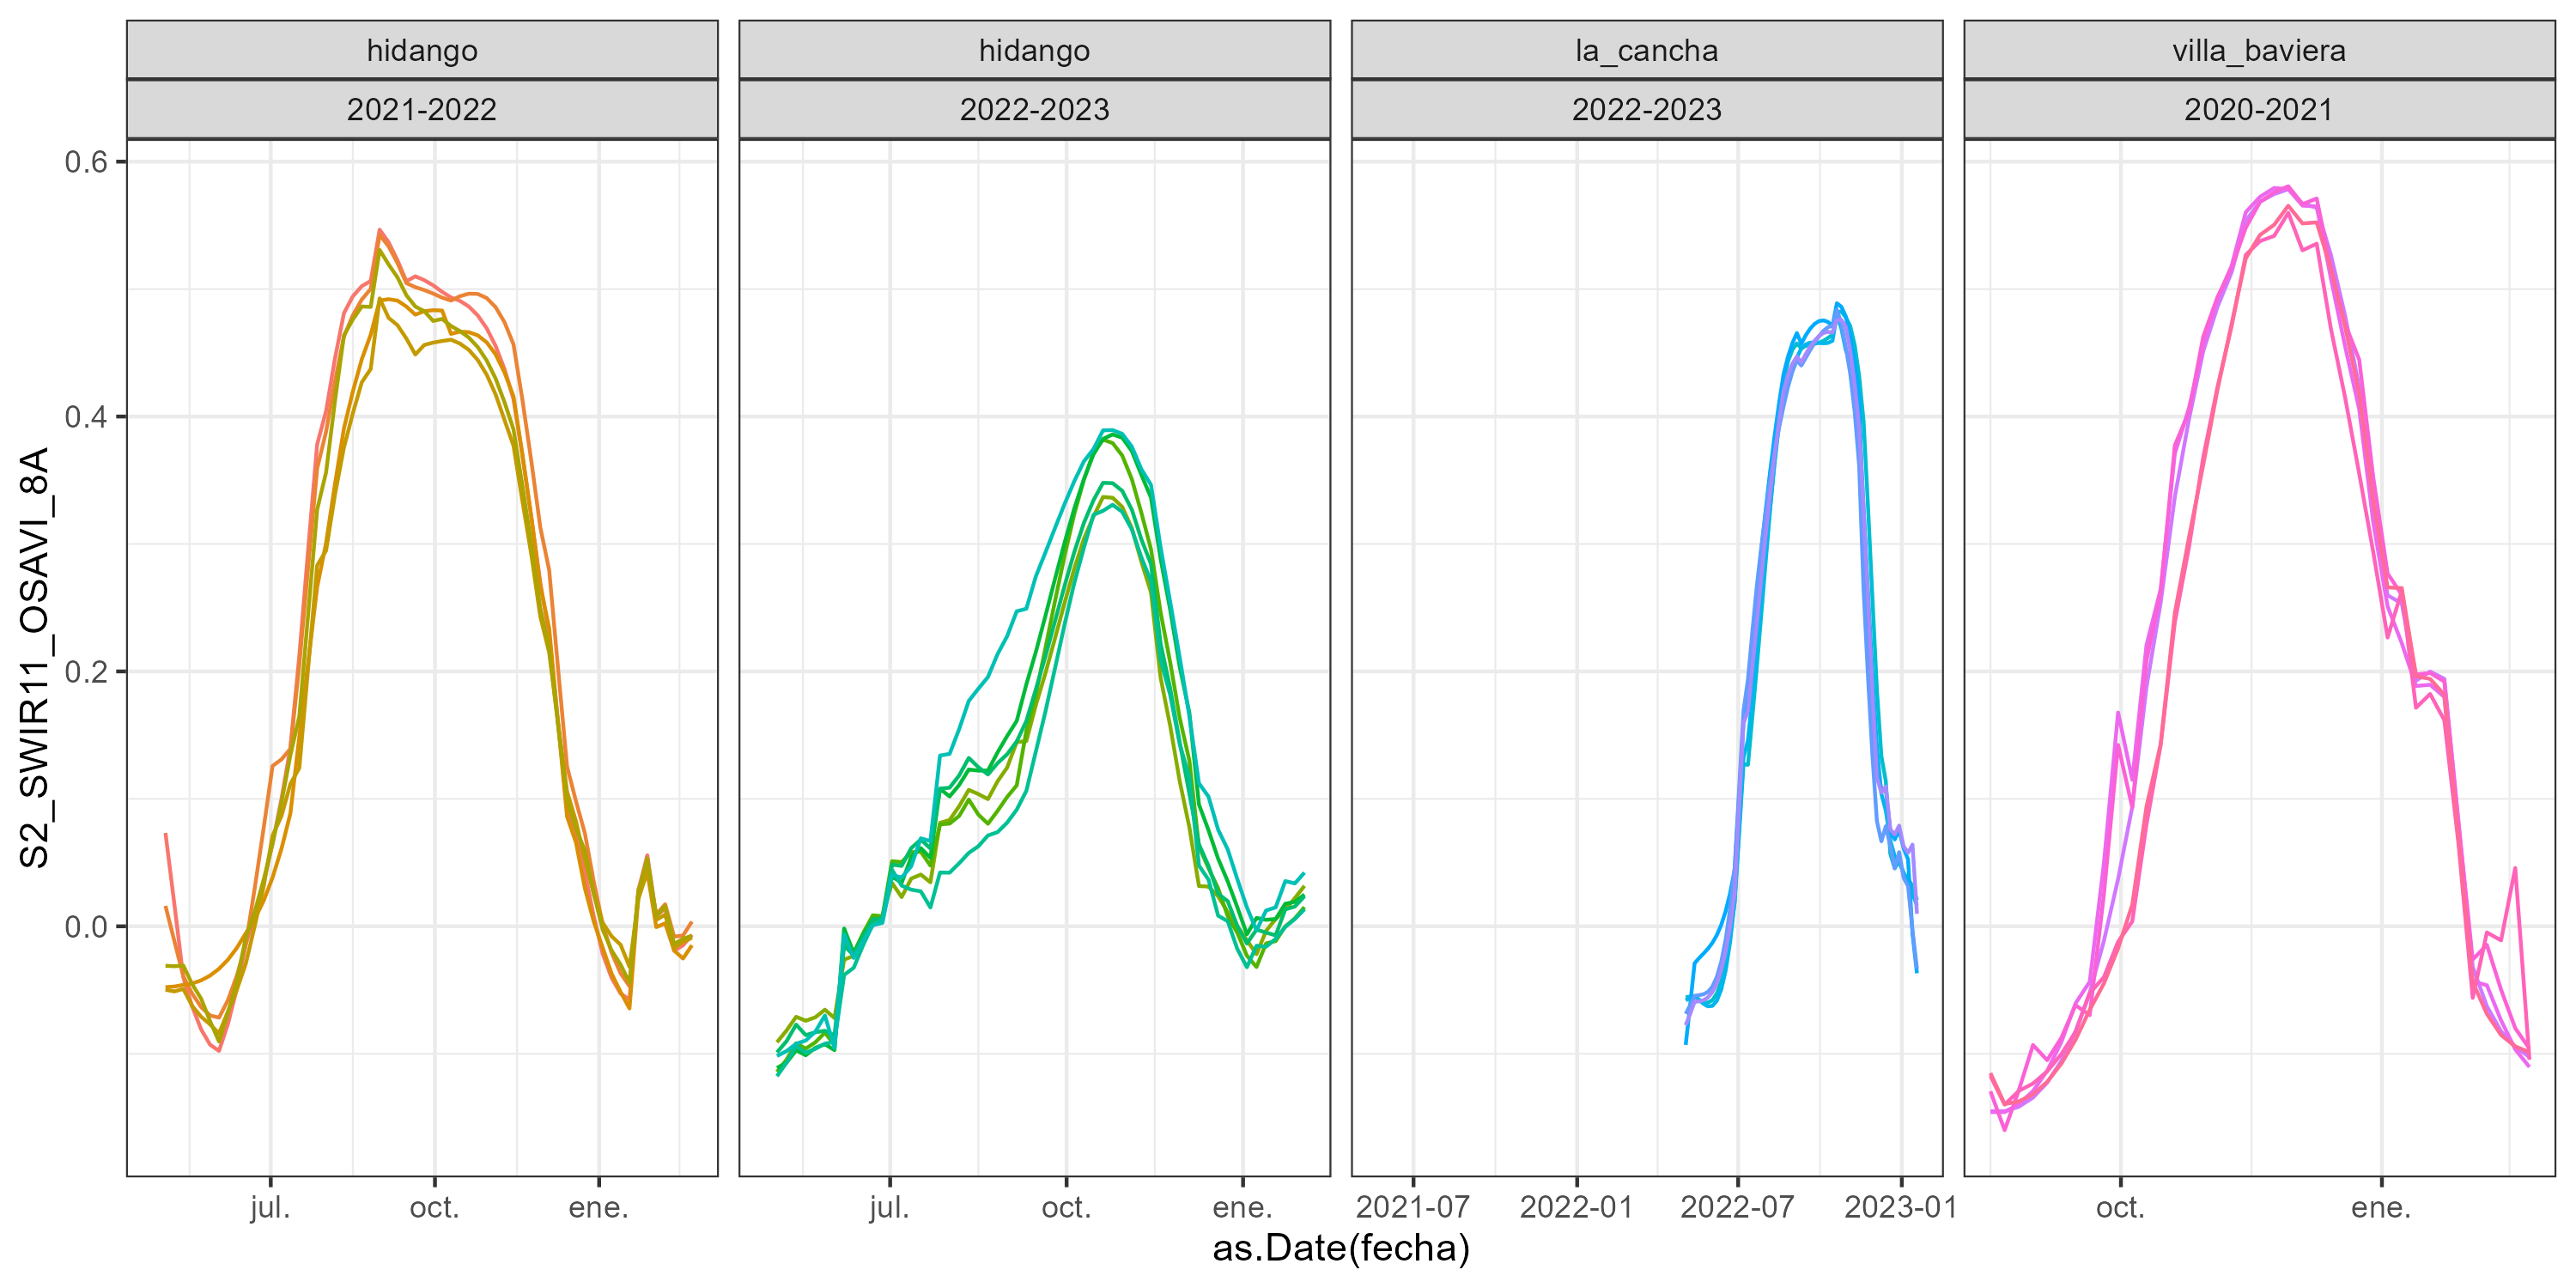 hidango hidango la_cancha villa_baviera
2021-2022 2022-2023 2022-2023 2020-2021
S2_SWIR11_OSAVI_8A
0.6
0.4
0.2
0.0
jul. oct. ene. jul. oct. ene. 2021-07 2022-01 2022-07 2023-01 oct. ene.
as.Date(fecha)